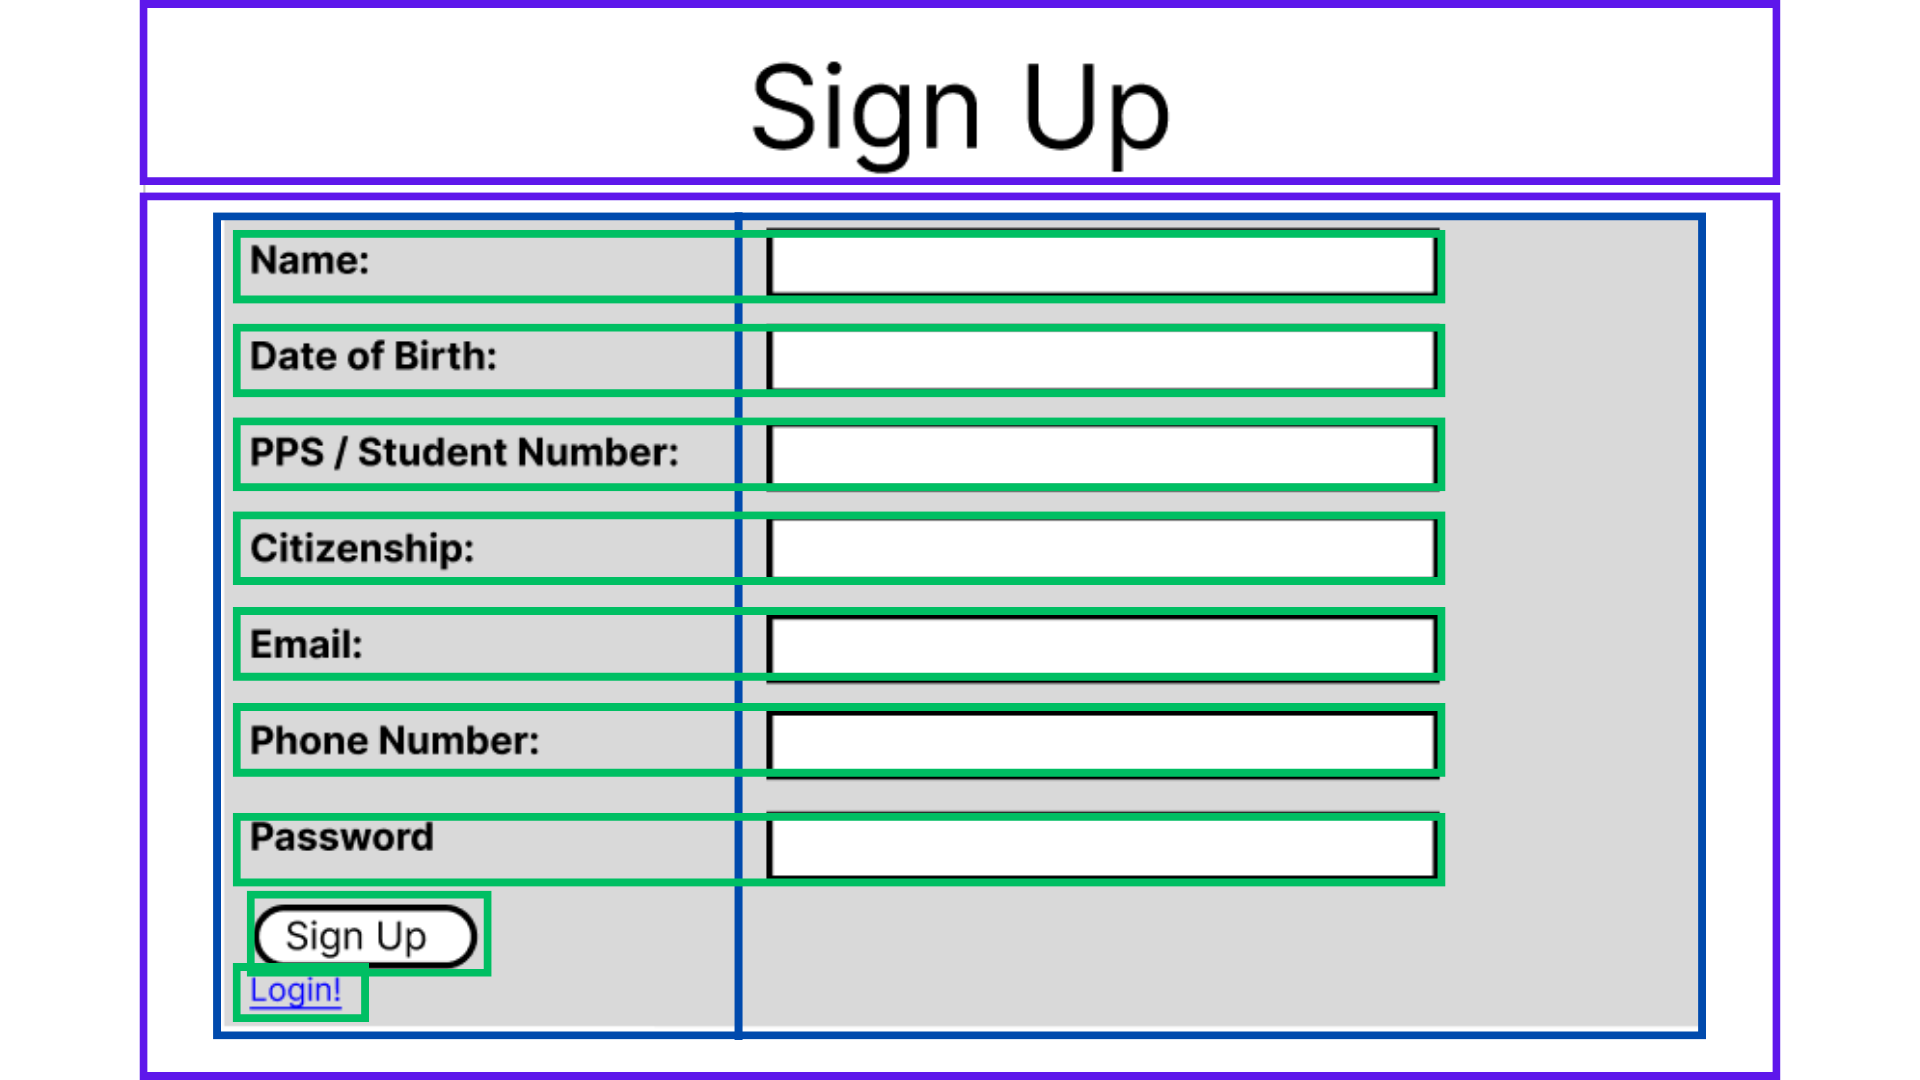 Sign Up
Name:
Date of Birth:
PPS / Student Number:
Citizenship:
Email:
Phone Number:
Password
Sign Up
Login!